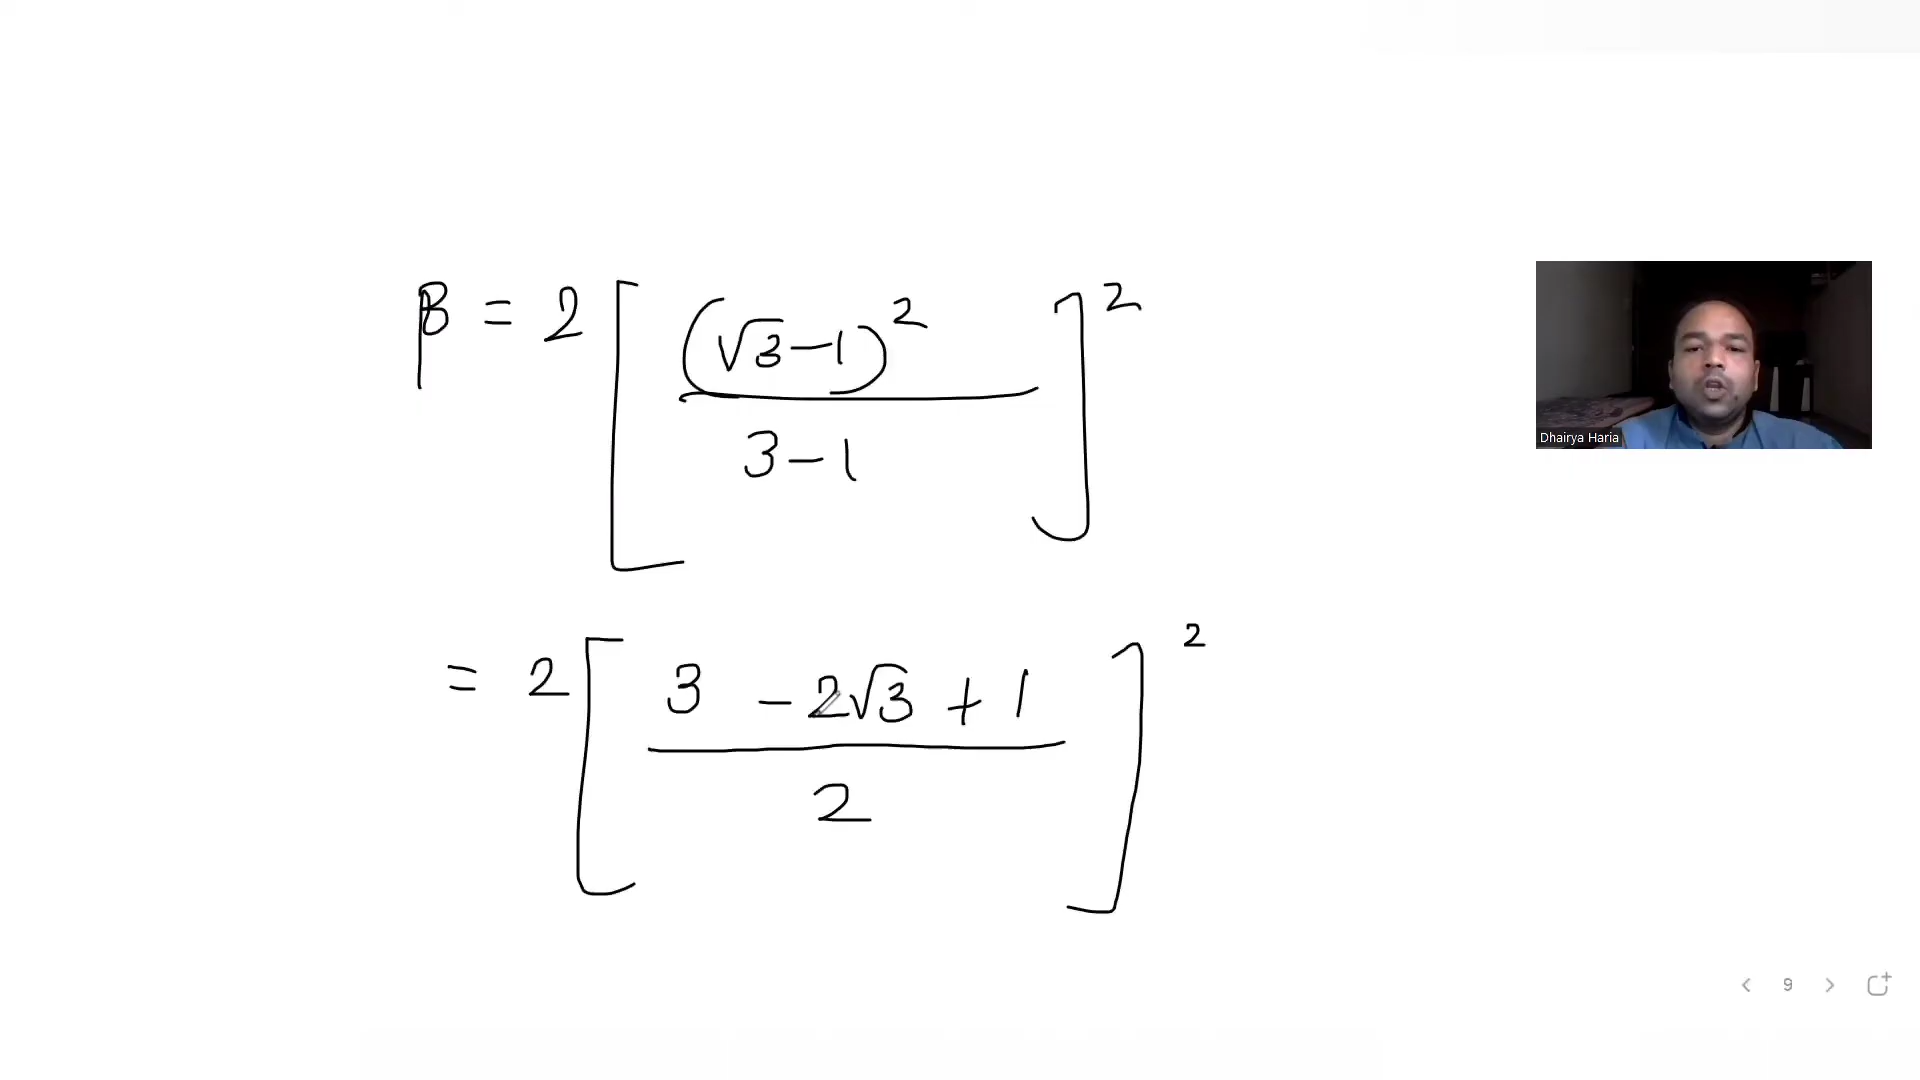 β = 2 [ (√3 − 1)² / 3 − 1 ]²
= 2 [ 3 − 2√3 + 1 / 2 ]²
Dhairya Haria
9